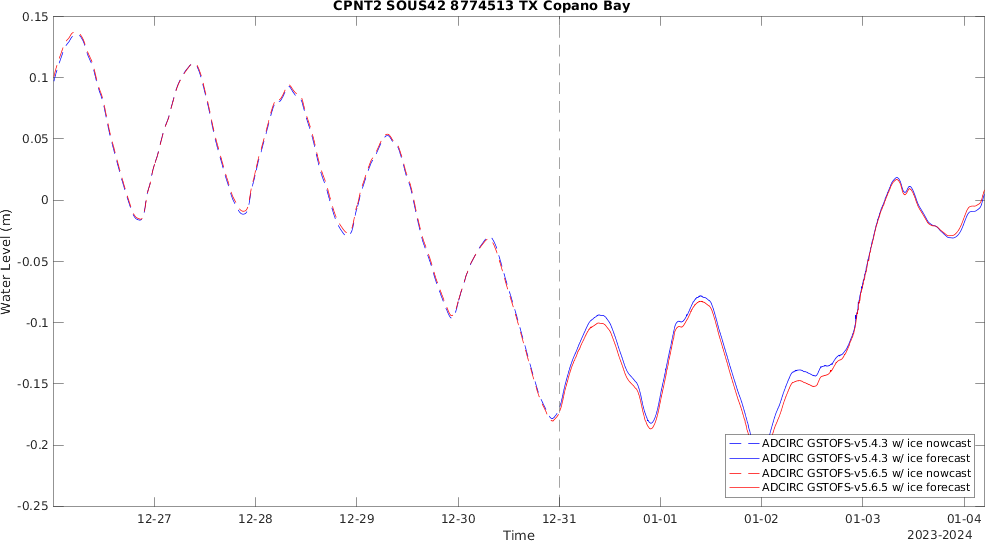 CPNT2 SOUS42 8774513 TX Copano Bay
0.15
0.1
0.05
0
-0.05
-0.1
-0.15
-0.2
-0.25
Water Level (m)
12-27 12-28 12-29 12-30 12-31 01-01 01-02 01-03 01-04
Time
2023-2024
ADCIRC GSTOFS-v5.4.3 w/ ice nowcast
ADCIRC GSTOFS-v5.4.3 w/ ice forecast
ADCIRC GSTOFS-v5.6.5 w/ ice nowcast
ADCIRC GSTOFS-v5.6.5 w/ ice forecast